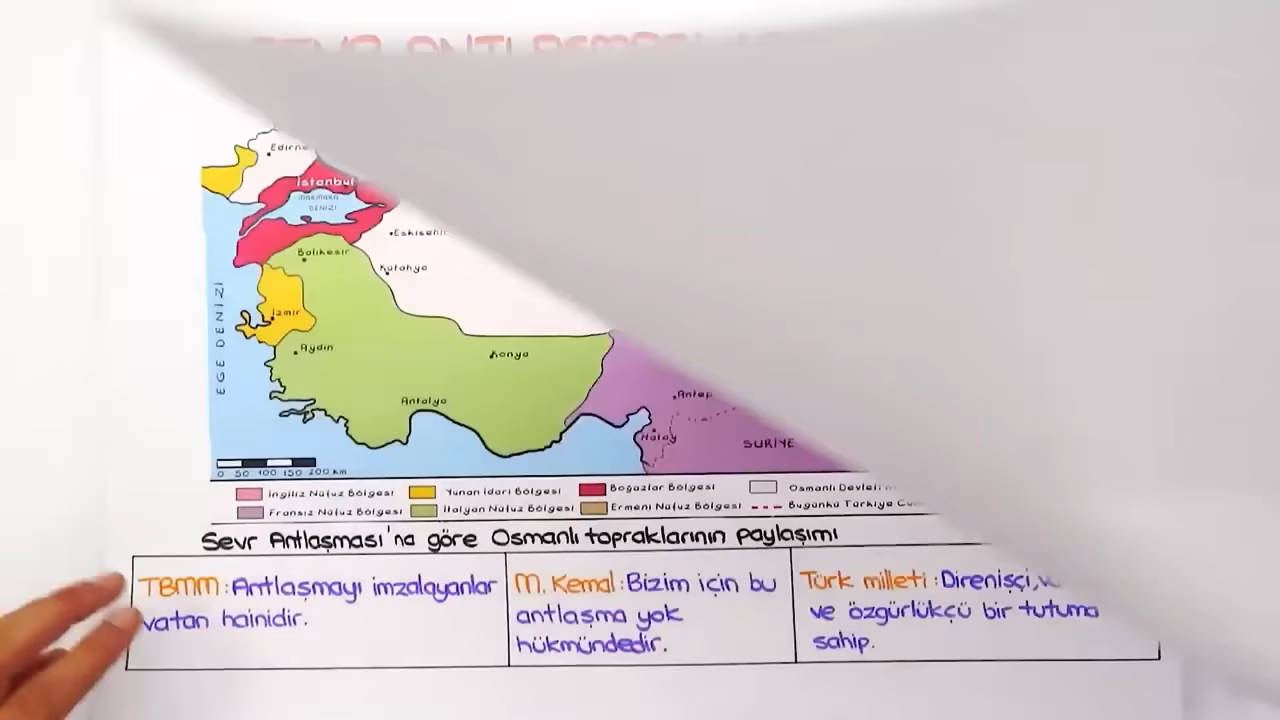 SEVR ANTLAŞMASI
Edirne
İstanbul
MARMARA
DENİZİ
Eskişehir
Balıkesir
Kütahya
EGE DENİZİ
İzmir
Aydın
Konya
Antalya
Antep
Hatay
SURİYE
0 50 100 150 200 km
İngiliz Nüfuz Bölgesi Yunan İdari Bölgesi Boğazlar Bölgesi Osmanlı
Fransız Nüfuz Bölgesi İtalyan Nüfuz Bölgesi Ermeni Nüfuz Bölgesi Bugünkü Türkiye
Sevr Antlaşması'na göre Osmanlı topraklarının paylaşımı
TBMM : Antlaşmayı imzalayanlar
vatan hainidir.
M. Kemal : Bizim için bu
antlaşma yok
hükmündedir.
Türk milleti : Direnişçi,
ve özgürlükçü bir tutuma
sahip.